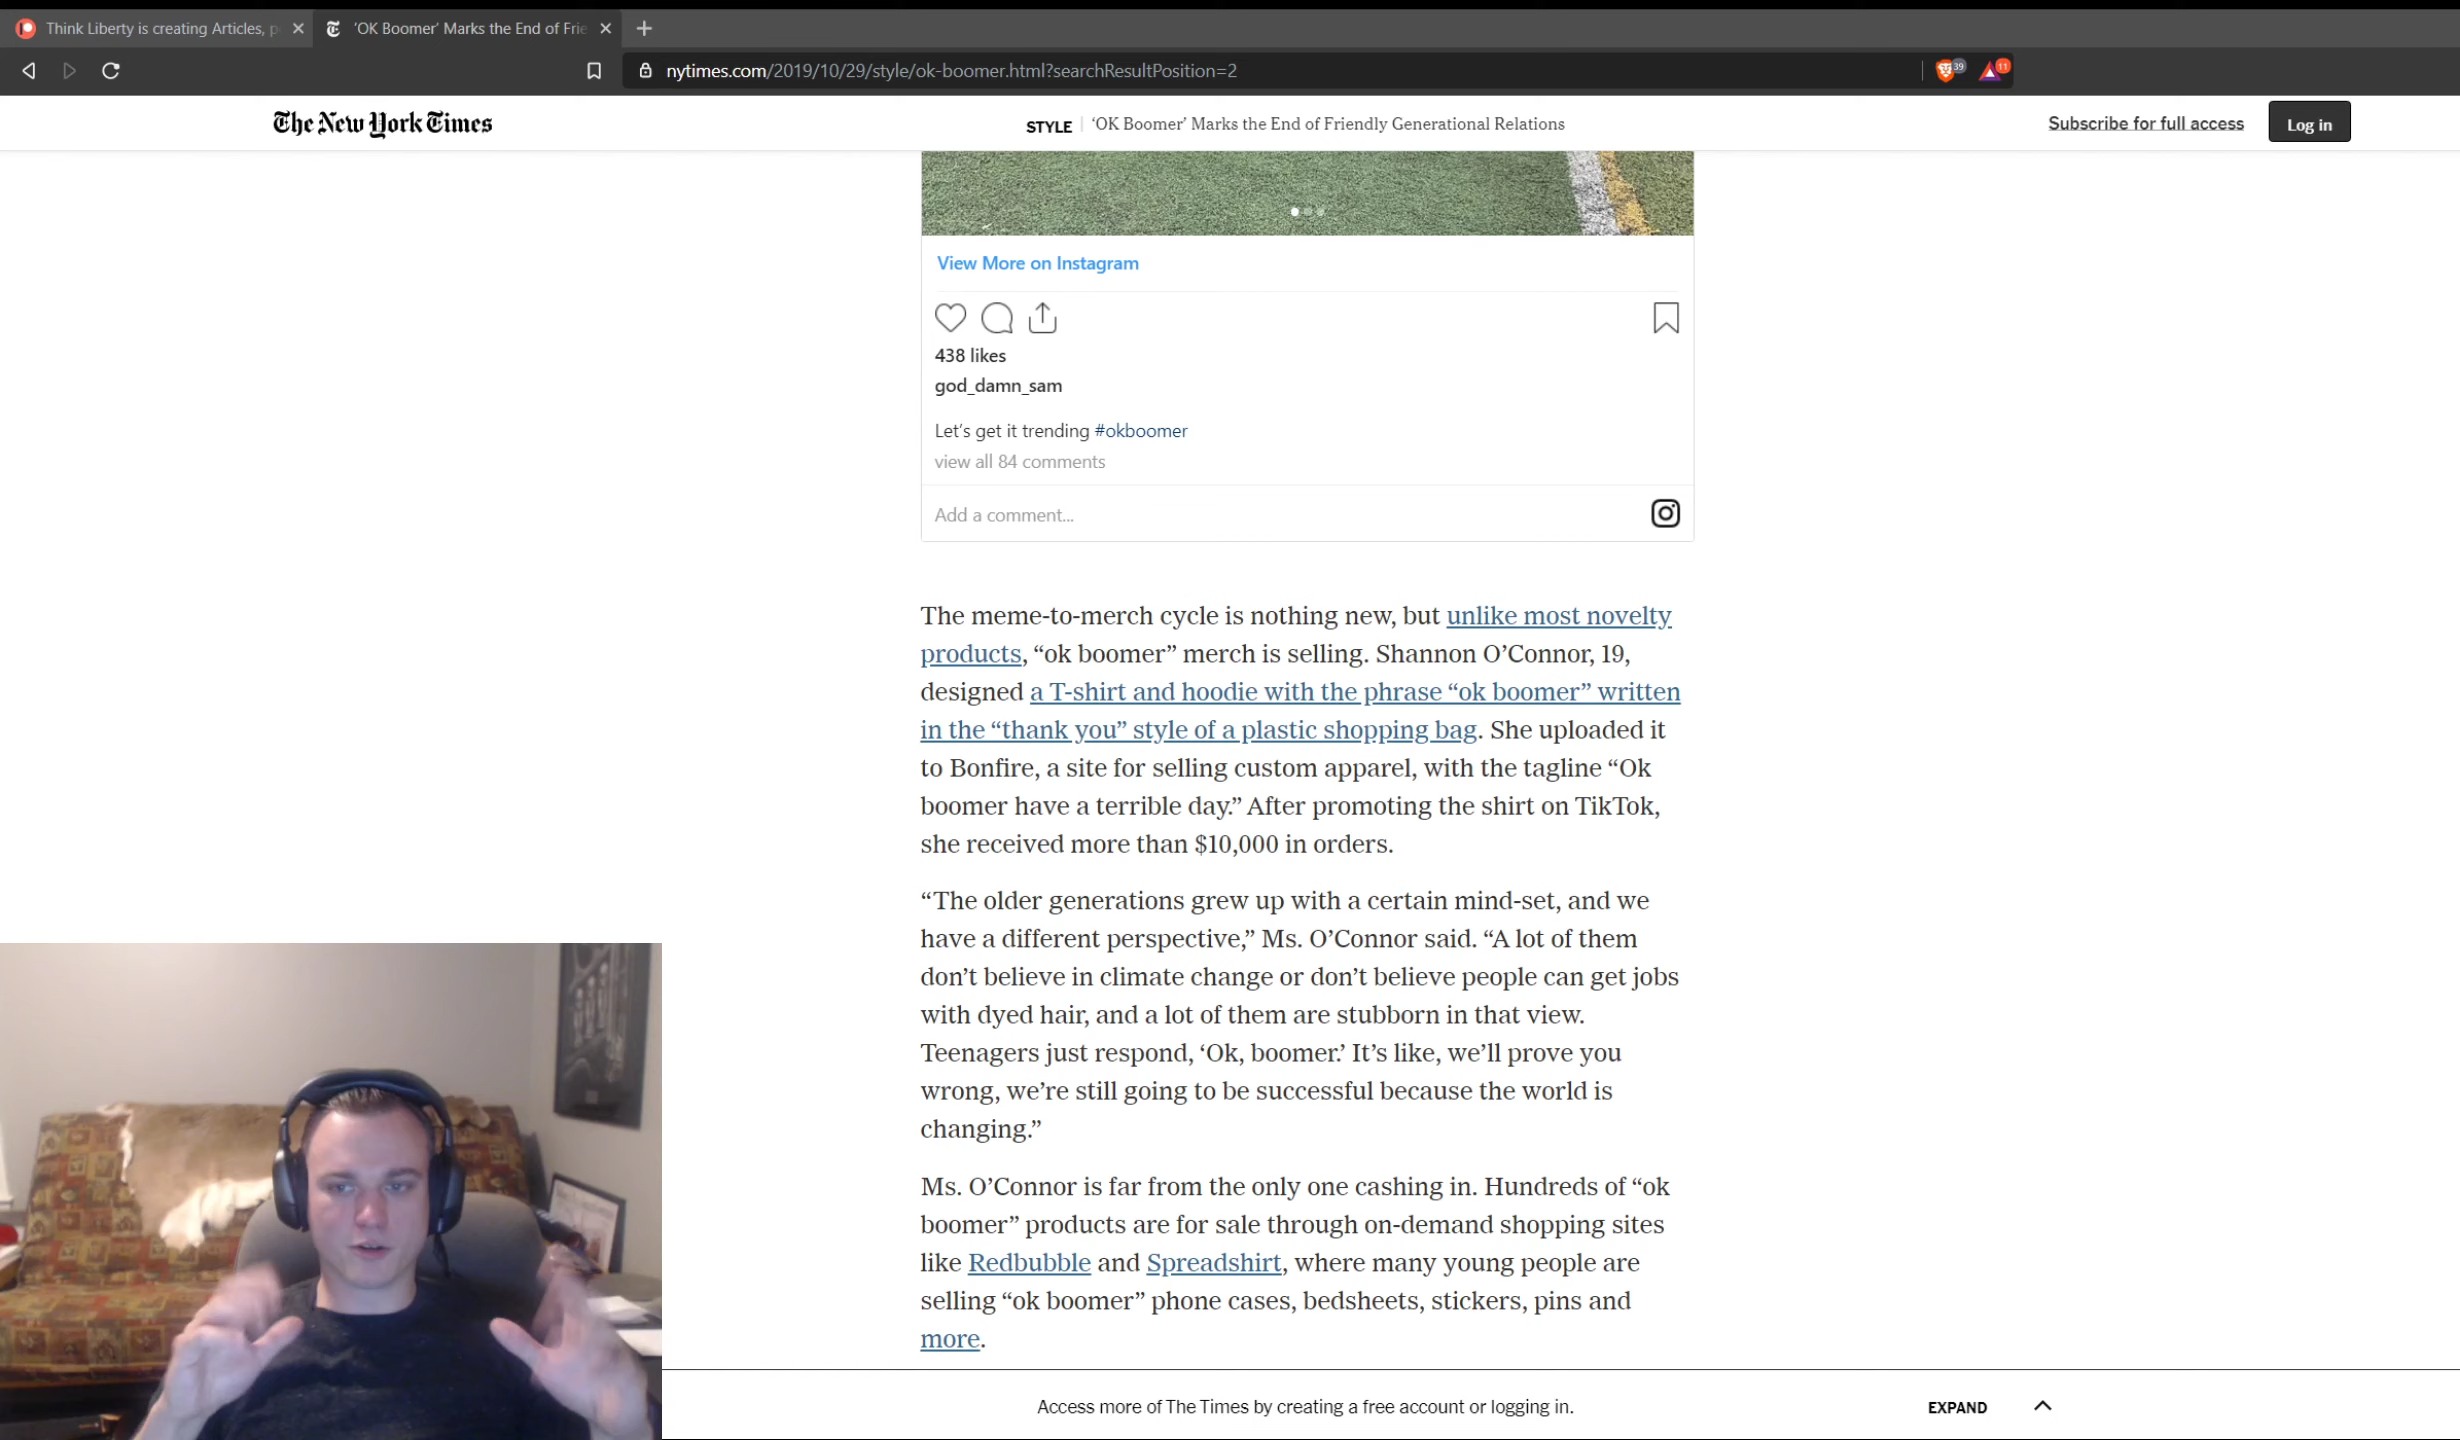 Think Liberty is creating Articles, p
'OK Boomer' Marks the End of Frie
nytimes.com/2019/10/29/style/ok-boomer.html?searchResultPosition=2
39
11
The New York Times
STYLE
'OK Boomer' Marks the End of Friendly Generational Relations
Subscribe for full access
Log in
View More on Instagram
438 likes
god_damn_sam
Let's get it trending #okboomer
view all 84 comments
Add a comment...
The meme-to-merch cycle is nothing new, but unlike most novelty
products, “ok boomer” merch is selling. Shannon O’Connor, 19,
designed a T-shirt and hoodie with the phrase “ok boomer” written
in the “thank you” style of a plastic shopping bag. She uploaded it
to Bonfire, a site for selling custom apparel, with the tagline “Ok
boomer have a terrible day.” After promoting the shirt on TikTok,
she received more than $10,000 in orders.
“The older generations grew up with a certain mind-set, and we
have a different perspective,” Ms. O’Connor said. “A lot of them
don’t believe in climate change or don’t believe people can get jobs
with dyed hair, and a lot of them are stubborn in that view.
Teenagers just respond, ‘Ok, boomer.’ It’s like, we’ll prove you
wrong, we’re still going to be successful because the world is
changing.”
Ms. O’Connor is far from the only one cashing in. Hundreds of “ok
boomer” products are for sale through on-demand shopping sites
like Redbubble and Spreadshirt, where many young people are
selling “ok boomer” phone cases, bedsheets, stickers, pins and
more.
Access more of The Times by creating a free account or logging in.
EXPAND